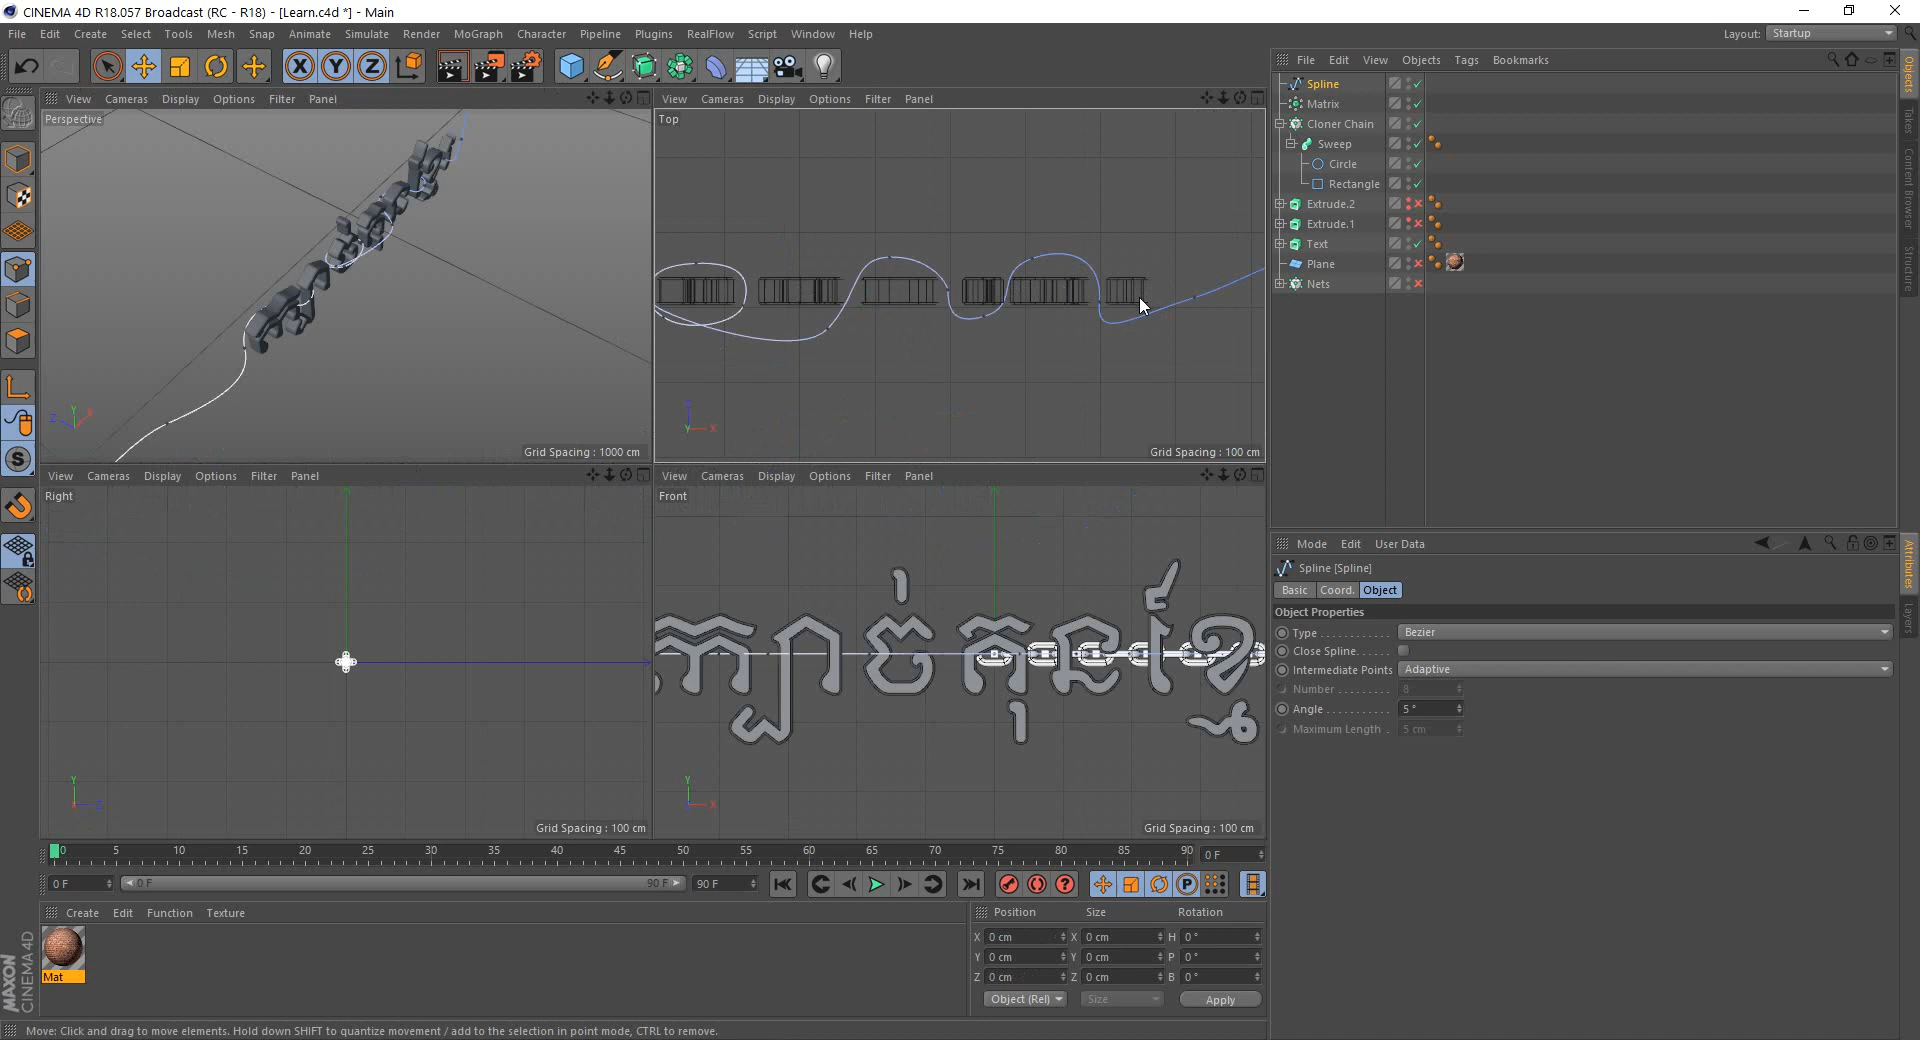 CINEMA 4D R18.057 Broadcast (RC - R18) - [Learn.c4d *] - Main
File Edit Create Select Tools Mesh Snap Animate Simulate Render MoGraph Character Pipeline Plugins RealFlow Script Window Help
Layout: Startup
View Cameras Display Options Filter Panel
Perspective
Grid Spacing : 1000 cm
View Cameras Display Options Filter Panel
Top
Grid Spacing : 100 cm
View Cameras Display Options Filter Panel
Right
Grid Spacing : 100 cm
View Cameras Display Options Filter Panel
Front
Grid Spacing : 100 cm
File Edit View Objects Tags Bookmarks
Spline
Matrix
Cloner Chain
Sweep
Circle
Rectangle
Extrude.2
Extrude.1
Text
Plane
Nets
Objects
Takes
Content Browser
Structure
Mode Edit User Data
Spline [Spline]
Basic Coord. Object
Object Properties
Type . . . . . . . . . . . Bezier
Close Spline. . . . . .
Intermediate Points Adaptive
Number . . . . . . . . . 8
Angle . . . . . . . . . . 5 °
Maximum Length . 5 cm
Attributes
Layers
0 5 10 15 20 25 30 35 40 45 50 55 60 65 70 75 80 85 90 0 F
0 F 0 F 90 F 90 F
Create Edit Function Texture
Mat
MAXON
CINEMA 4D
Position Size Rotation
X 0 cm X 0 cm H 0 °
Y 0 cm Y 0 cm P 0 °
Z 0 cm Z 0 cm B 0 °
Object (Rel) Size Apply
Move: Click and drag to move elements. Hold down SHIFT to quantize movement / add to the selection in point mode, CTRL to remove.